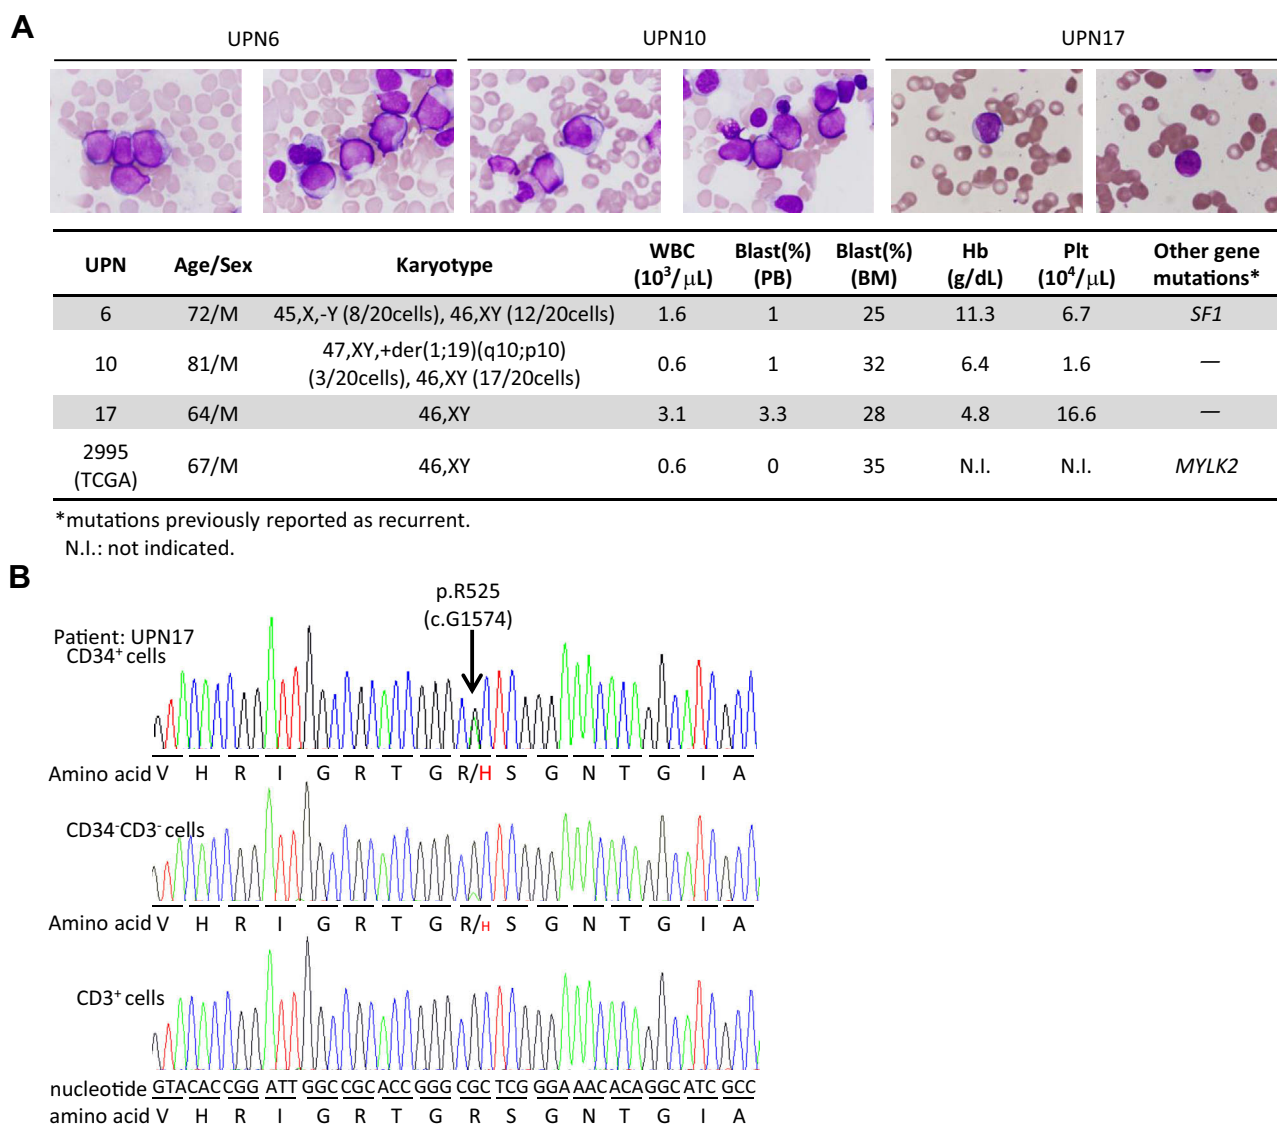 A
UPN6 UPN10 UPN17
UPN Age/Sex Karyotype WBC (10³/μL) Blast(%) (PB) Blast(%) (BM) Hb (g/dL) Plt (10⁴/μL) Other gene mutations*
6 72/M 45,X,-Y (8/20cells), 46,XY (12/20cells) 1.6 1 25 11.3 6.7 SF1
10 81/M 47,XY,+der(1;19)(q10;p10) (3/20cells), 46,XY (17/20cells) 0.6 1 32 6.4 1.6 —
17 64/M 46,XY 3.1 3.3 28 4.8 16.6 —
2995 (TCGA) 67/M 46,XY 0.6 0 35 N.I. N.I. MYLK2
*mutations previously reported as recurrent.
N.I.: not indicated.
B
p.R525
(c.G1574)
Patient: UPN17
CD34⁺ cells
Amino acid V H R I G R T G R/H S G N T G I A
CD34⁻CD3⁻ cells
Amino acid V H R I G R T G R/H S G N T G I A
CD3⁺ cells
nucleotide GTA CAC CGG ATT GGC CGC ACC GGG CGC TCG GGA AAC ACA GGC ATC GCC
amino acid V H R I G R T G R S G N T G I A